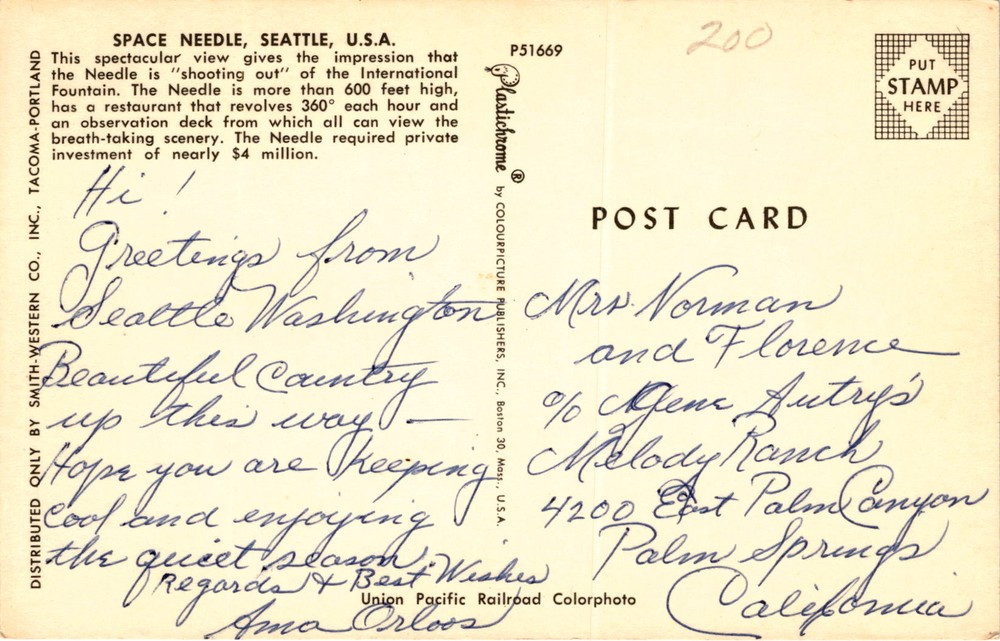 SPACE NEEDLE, SEATTLE, U.S.A.
This spectacular view gives the impression that
the Needle is "shooting out" of the International
Fountain. The Needle is more than 600 feet high,
has a restaurant that revolves 360° each hour and
an observation deck from which all can view the
breath-taking scenery. The Needle required private
investment of nearly $4 million.
DISTRIBUTED ONLY BY SMITH-WESTERN CO., INC., TACOMA-PORTLAND
Hi!
Greetings from
Seattle Washington
Beautiful Country
up this way —
Hope you are keeping
cool and enjoying
the quiet season.
Regards & Best Wishes
Orloos
Union Pacific Railroad Colorphoto
P51669
Plastichrome ® by COLOURPICTURE PUBLISHERS, INC., Boston 30, Mass., U.S.A.
200
PUT
STAMP
HERE
POST CARD
Mrs. Norman
and Florence
c/o Gene Autry's
Melody Ranch
4200 East Palm Canyon
Palm Springs
California